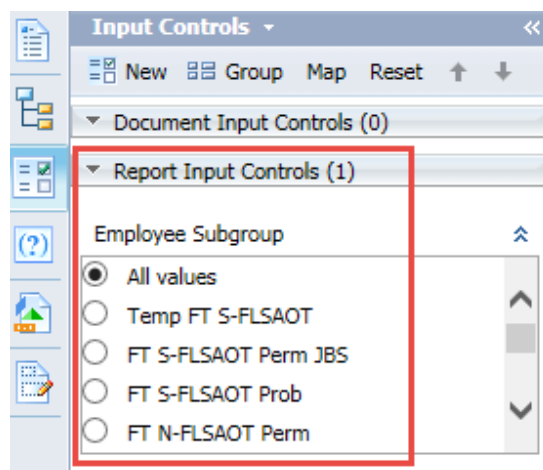 Input Controls
New Group Map Reset
Document Input Controls (0)
Report Input Controls (1)
Employee Subgroup
All values
Temp FT S-FLSAOT
FT S-FLSAOT Perm JBS
FT S-FLSAOT Prob
FT N-FLSAOT Perm
(?)